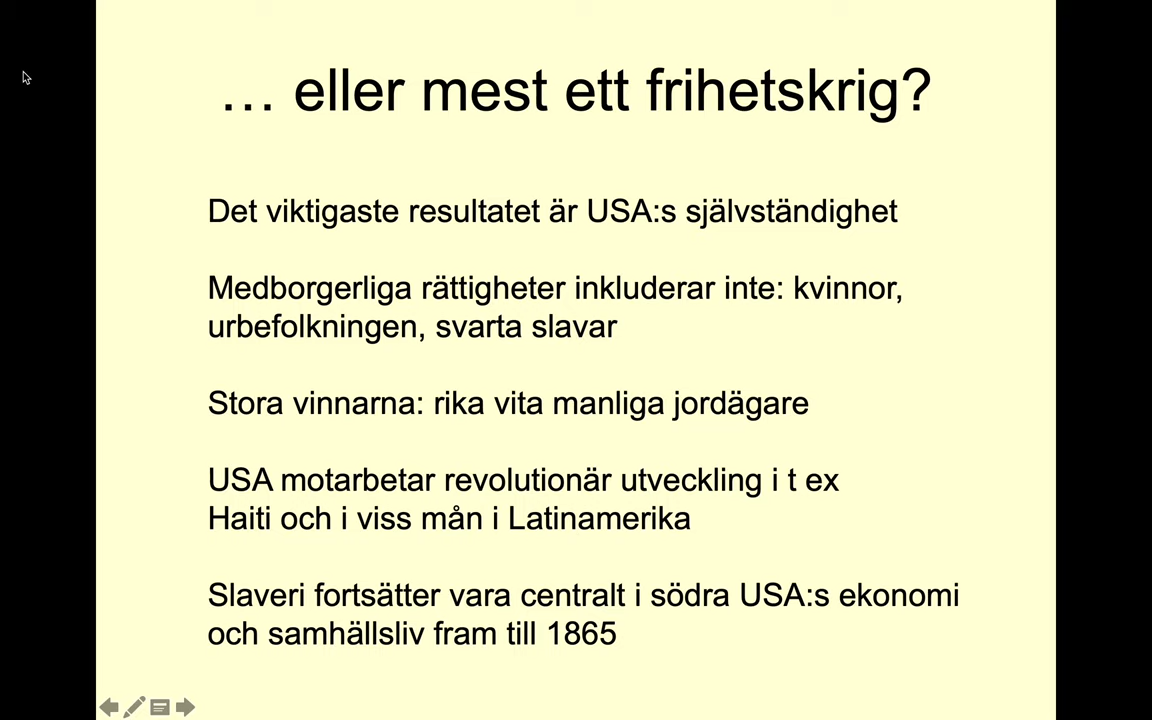 … eller mest ett frihetskrig?
Det viktigaste resultatet är USA:s självständighet
Medborgerliga rättigheter inkluderar inte: kvinnor,
urbefolkningen, svarta slavar
Stora vinnarna: rika vita manliga jordägare
USA motarbetar revolutionär utveckling i t ex
Haiti och i viss mån i Latinamerika
Slaveri fortsätter vara centralt i södra USA:s ekonomi
och samhällsliv fram till 1865